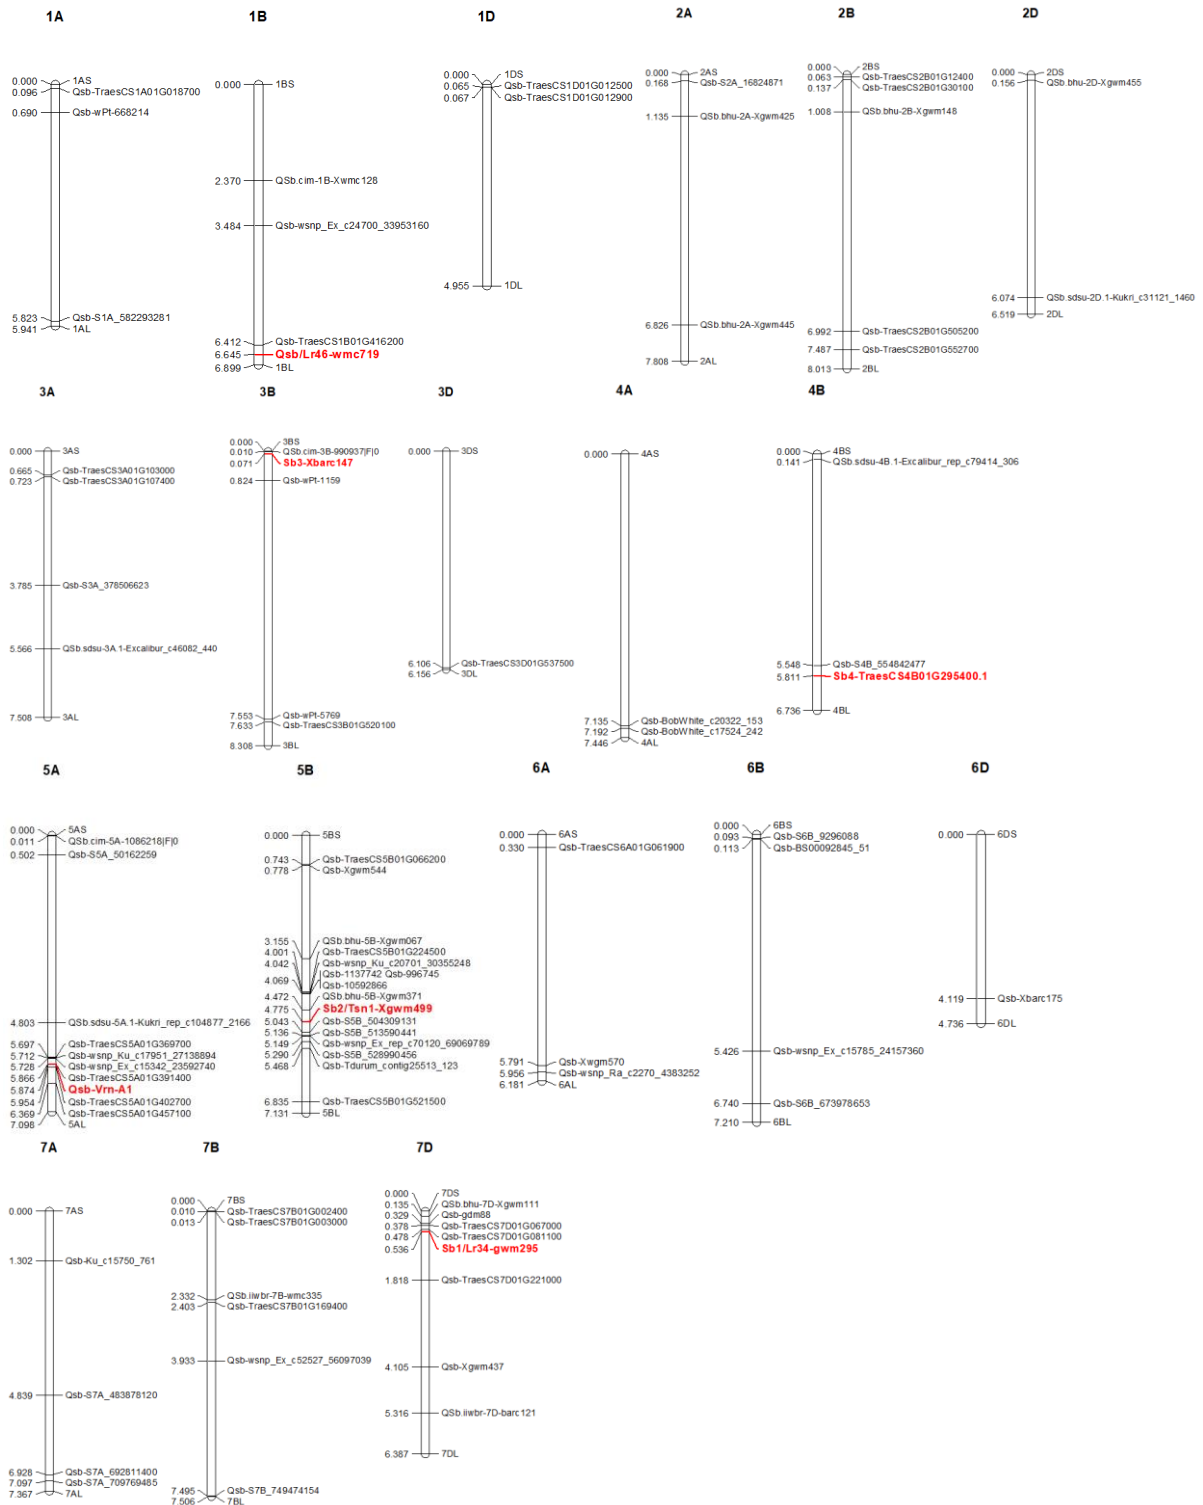 1A
0.000 1AS
0.096 Qsb-TraesCS1A01G018700
0.690 Qsb-wPt-668214
5.823 Qsb-S1A_582293281
5.941 1AL
1B
0.000 1BS
2.370 QSb.cim-1B-Xwmc128
3.484 Qsb-wsnp_Ex_c24700_33953160
6.412 Qsb-TraesCS1B01G416200
6.645 Qsb/Lr46-wmc719
6.899 1BL
1D
0.000 1DS
0.065 Qsb-TraesCS1D01G012500
0.067 Qsb-TraesCS1D01G012900
4.955 1DL
2A
0.000 2AS
0.168 Qsb-S2A_16824871
1.135 QSb.bhu-2A-Xgwm425
6.826 QSb.bhu-2A-Xgwm445
7.808 2AL
2B
0.000 2BS
0.063 Qsb-TraesCS2B01G12400
0.137 Qsb-TraesCS2B01G30100
1.008 QSb.bhu-2B-Xgwm148
6.992 Qsb-TraesCS2B01G505200
7.487 Qsb-TraesCS2B01G552700
8.013 2BL
2D
0.000 2DS
0.156 QSb.bhu-2D-Xgwm455
6.074 QSb.sdsu-2D.1-Kukri_c31121_1460
6.519 2DL
3A
0.000 3AS
0.665 Qsb-TraesCS3A01G103000
0.723 Qsb-TraesCS3A01G107400
3.785 Qsb-S3A_378506623
5.566 QSb.sdsu-3A.1-Excalibur_c46082_440
7.508 3AL
3B
0.000 3BS
0.010 QSb.cim-3B-990937|F|0
0.071 Sb3-Xbarc147
0.824 Qsb-wPt-1159
7.553 Qsb-wPt-5769
7.633 Qsb-TraesCS3B01G520100
8.308 3BL
3D
0.000 3DS
6.106 Qsb-TraesCS3D01G537500
6.156 3DL
4A
0.000 4AS
7.135 Qsb-BobWhite_c20322_153
7.192 Qsb-BobWhite_c17524_242
7.446 4AL
4B
0.000 4BS
0.141 QSb.sdsu-4B.1-Excalibur_rep_c79414_306
5.548 Qsb-S4B_554842477
5.811 Sb4-TraesCS4B01G295400.1
6.736 4BL
5A
0.000 5AS
0.011 QSb.cim-5A-1086218|F|0
0.502 Qsb-S5A_50162259
4.803 QSb.sdsu-5A.1-Kukri_rep_c104877_2166
5.697 Qsb-TraesCS5A01G369700
5.712 Qsb-wsnp_Ku_c17951_27138894
5.728 Qsb-wsnp_Ex_c15342_23592740
5.866 Qsb-TraesCS5A01G391400
5.874 Qsb-Vrn-A1
5.954 Qsb-TraesCS5A01G402700
6.369 Qsb-TraesCS5A01G457100
7.098 5AL
5B
0.000 5BS
0.743 Qsb-TraesCS5B01G066200
0.778 Qsb-Xgwm544
3.155 QSb.bhu-5B-Xgwm067
4.001 Qsb-TraesCS5B01G224500
4.042 Qsb-wsnp_Ku_c20701_30355248
4.069 Qsb-1137742 Qsb-996745
Qsb-10592866
4.472 QSb.bhu-5B-Xgwm371
4.775 Sb2/Tsn1-Xgwm499
5.043 Qsb-S5B_504309131
5.136 Qsb-S5B_513590441
5.149 Qsb-wsnp_Ex_rep_c70120_69069789
5.290 Qsb-S5B_528990456
5.468 Qsb-Tdurum_contig25513_123
6.835 Qsb-TraesCS5B01G521500
7.131 5BL
6A
0.000 6AS
0.330 Qsb-TraesCS6A01G061900
5.791 Qsb-Xwgm570
5.956 Qsb-wsnp_Ra_c2270_4383252
6.181 6AL
6B
0.000 6BS
0.093 Qsb-S6B_9296088
0.113 Qsb-BS00092845_51
5.426 Qsb-wsnp_Ex_c15785_24157360
6.740 Qsb-S6B_673978653
7.210 6BL
6D
0.000 6DS
4.119 Qsb-Xbarc175
4.736 6DL
7A
0.000 7AS
1.302 Qsb-Ku_c15750_761
4.839 Qsb-S7A_483878120
6.928 Qsb-S7A_692811400
7.097 Qsb-S7A_709769485
7.367 7AL
7B
0.000 7BS
0.010 Qsb-TraesCS7B01G002400
0.013 Qsb-TraesCS7B01G003000
2.332 QSb.iiwbr-7B-wmc335
2.403 Qsb-TraesCS7B01G169400
3.933 Qsb-wsnp_Ex_c52527_56097039
7.495 Qsb-S7B_749474154
7.506 7BL
7D
0.000 7DS
0.135 QSb.bhu-7D-Xgwm111
0.329 Qsb-gdm88
0.378 Qsb-TraesCS7D01G067000
0.478 Qsb-TraesCS7D01G081100
0.536 Sb1/Lr34-gwm295
1.818 Qsb-TraesCS7D01G221000
4.105 Qsb-Xgwm437
5.316 QSb.iiwbr-7D-barc121
6.387 7DL